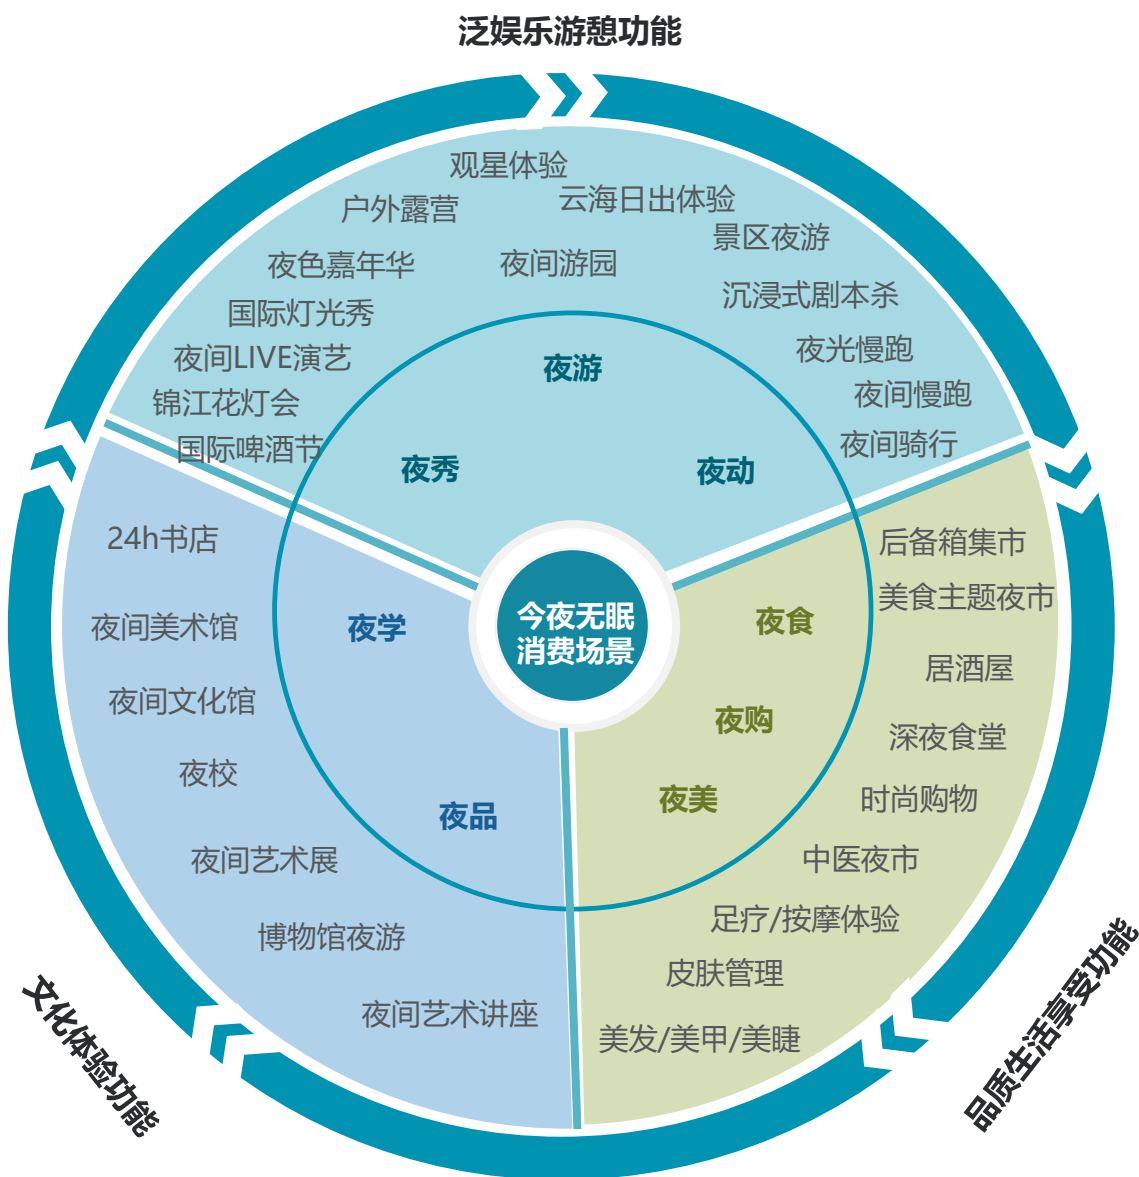 泛娱乐游憩功能
观星体验
云海日出体验
户外露营
景区夜游
夜色嘉年华
夜间游园
沉浸式剧本杀
国际灯光秀
夜光慢跑
夜间LIVE演艺
夜间慢跑
锦江花灯会
夜间骑行
国际啤酒节
夜游
夜秀
夜动
今夜无眠
消费场景
24h书店
夜间美术馆
夜间文化馆
夜校
夜间艺术展
博物馆夜游
夜间艺术讲座
夜学
夜品
文化体验功能
后备箱集市
美食主题夜市
居酒屋
深夜食堂
时尚购物
中医夜市
足疗/按摩体验
皮肤管理
美发/美甲/美睫
夜食
夜购
夜美
品质生活享受功能